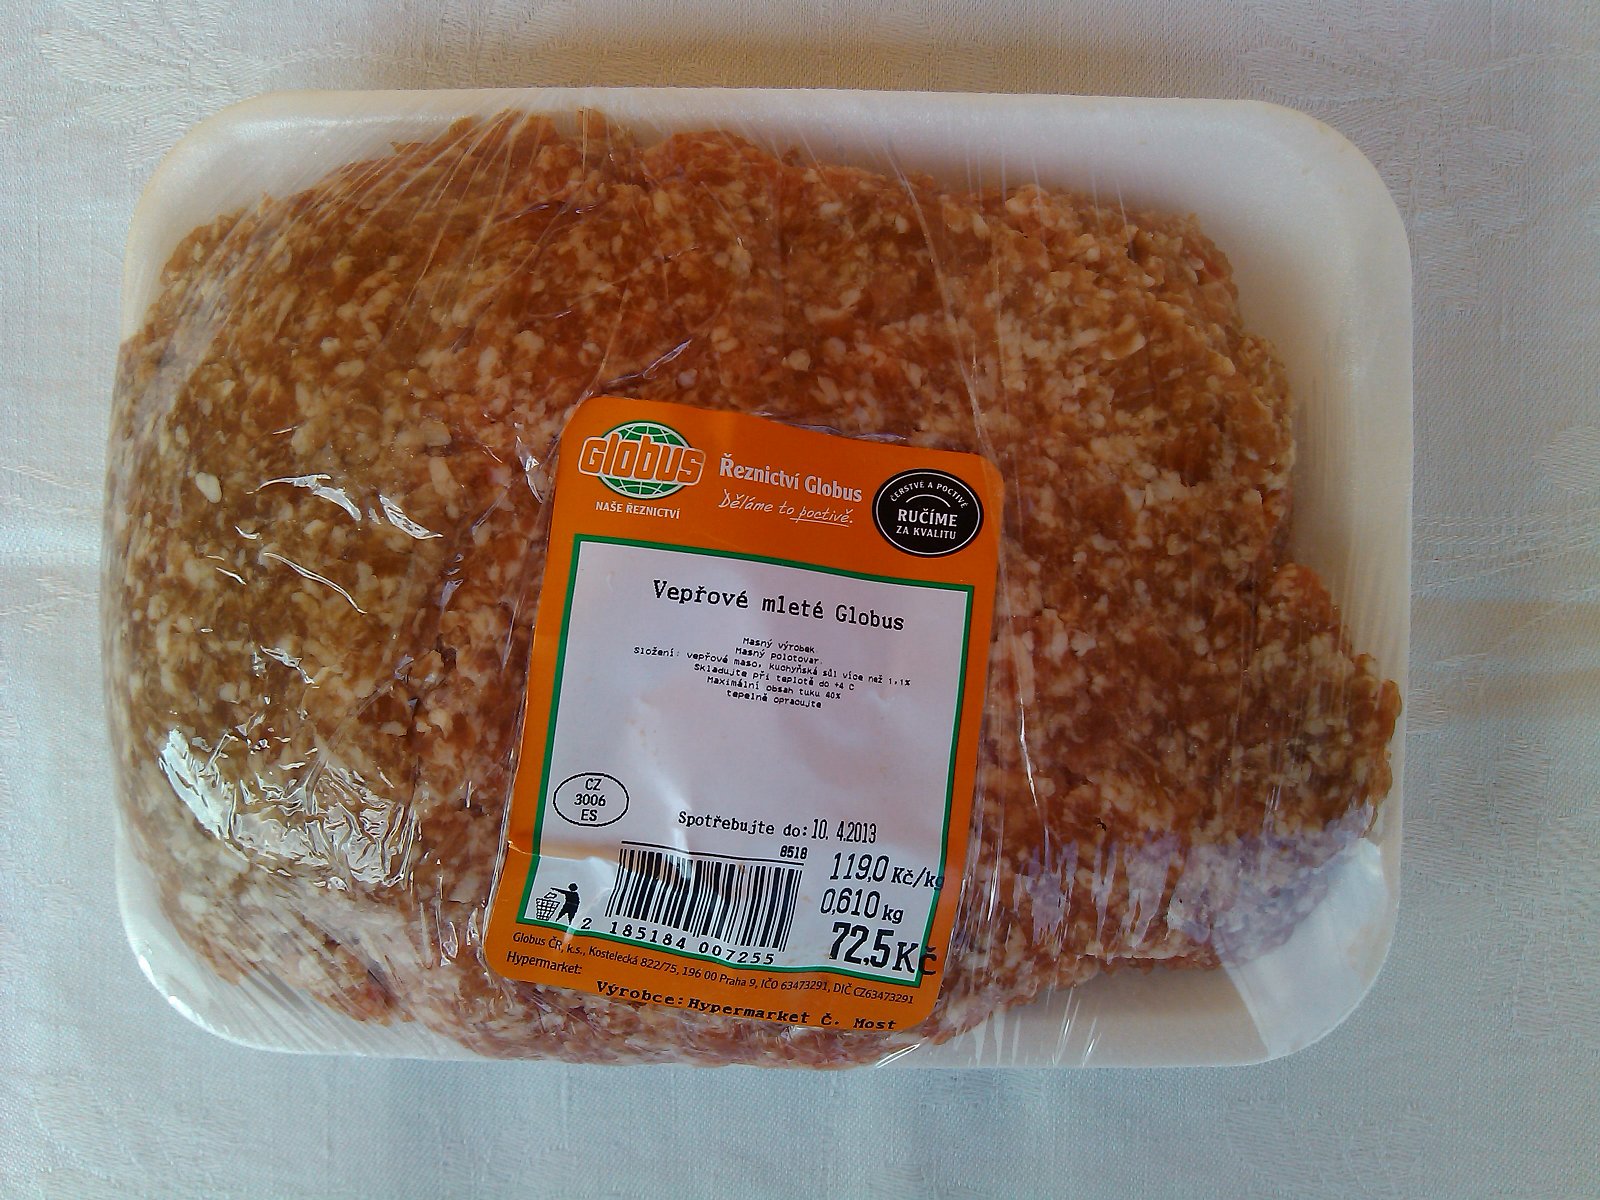 Globus
NAŠE ŘEZNICTVÍ
Řeznictví Globus
Děláme to poctivě.
ČERSTVÉ A POCTIVÉ
RUČÍME
ZA KVALITU
Vepřové mleté Globus
Masný výrobek
Masný polotovar.
Složení: vepřové maso, kuchyňská sůl více než 1,1%
Skladujte při teplotě do +4 C
Maximální obsah tuku 40%
tepelně opracujte
CZ
3006
ES
Spotřebujte do: 10. 4.2013
8518
119,0 Kč/kg
0,610 kg
72,5 Kč
2 185184 007255
Globus ČR, k.s., Kostelecká 822/75, 196 00 Praha 9, IČO 63473291, DIČ CZ63473291
Hypermarket:
Výrobce: Hypermarket Č. Most